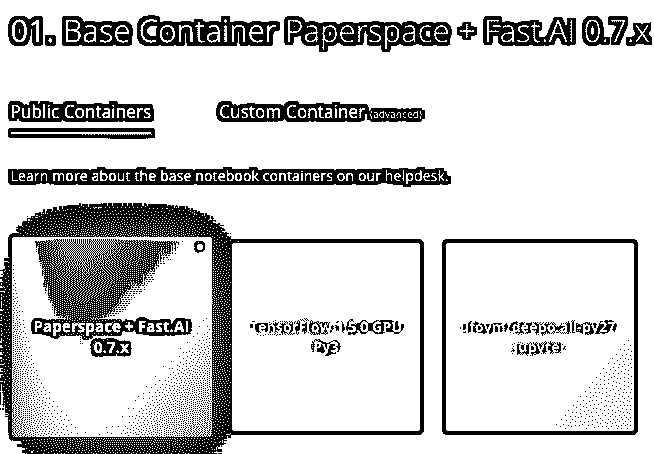 01. Base Container Paperspace + Fast.AI 0.7.x
Public Containers
Custom Container (advanced)
Learn more about the base notebook containers on our helpdesk.
Paperspace + Fast.AI
0.7.x
TensorFlow 1.5.0 GPU
Py3
ufoym/deepo:all-py27
jupyter